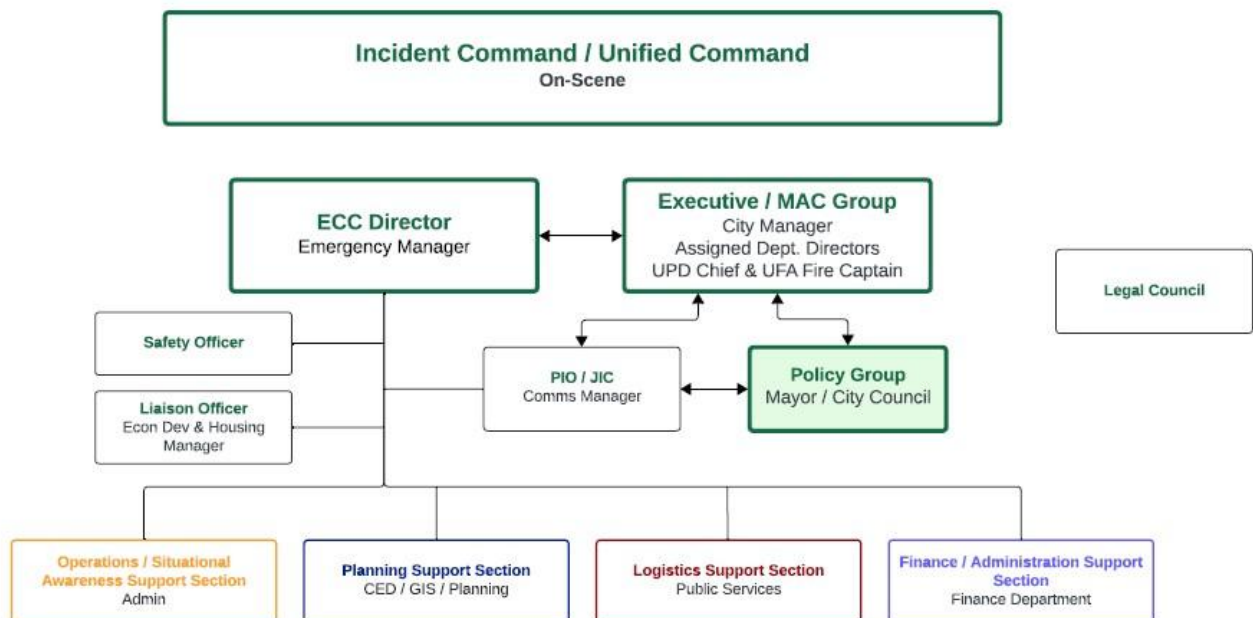 Incident Command / Unified Command
On-Scene
ECC Director
Emergency Manager
Executive / MAC Group
City Manager
Assigned Dept. Directors
UPD Chief & UFA Fire Captain
Legal Council
Safety Officer
PIO / JIC
Comms Manager
Policy Group
Mayor / City Council
Liaison Officer
Econ Dev & Housing
Manager
Operations / Situational
Awareness Support Section
Admin
Planning Support Section
CED / GIS / Planning
Logistics Support Section
Public Services
Finance / Administration Support
Section
Finance Department